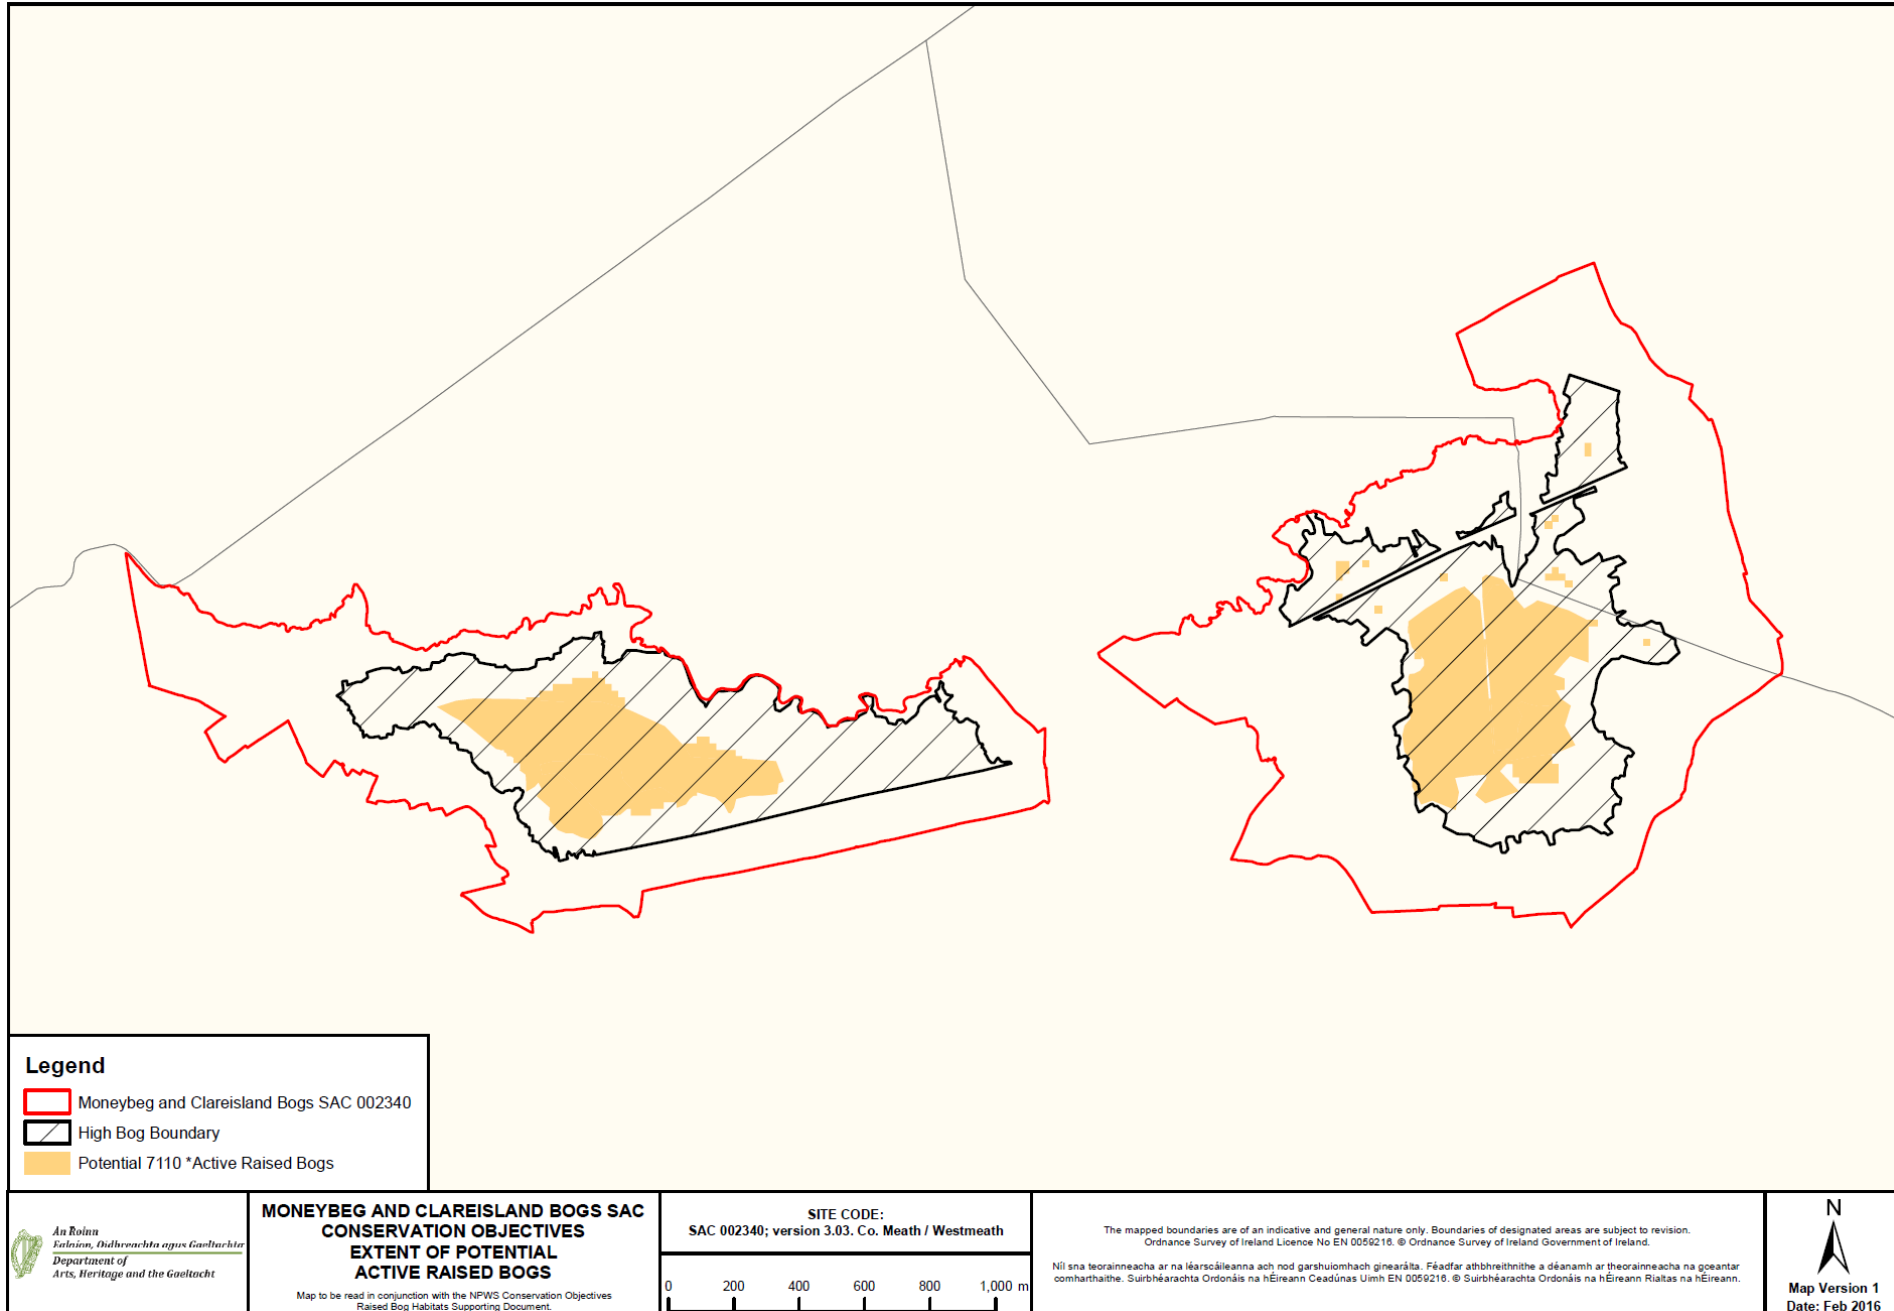 Legend
Moneybeg and Clareisland Bogs SAC 002340
High Bog Boundary
Potential 7110 *Active Raised Bogs
An Roinn
Ealaíon, Oidhreachta agus Gaeltachta
Department of
Arts, Heritage and the Gaeltacht
MONEYBEG AND CLAREISLAND BOGS SAC
CONSERVATION OBJECTIVES
EXTENT OF POTENTIAL
ACTIVE RAISED BOGS
Map to be read in conjunction with the NPWS Conservation Objectives
Raised Bog Habitats Supporting Document.
SITE CODE:
SAC 002340; version 3.03. Co. Meath / Westmeath
0 200 400 600 800 1,000 m
The mapped boundaries are of an indicative and general nature only. Boundaries of designated areas are subject to revision.
Ordnance Survey of Ireland Licence No EN 0059216. © Ordnance Survey of Ireland Government of Ireland.
Níl sna teorainneacha ar na léarscáileanna ach nod garshuiomhach ginearálta. Féadfar athbhreithnithe a déanamh ar theorainneacha na gceantar
comharthaithe. Suirbhéarachta Ordonáis na hÉireann Ceadúnas Uimh EN 0059216. © Suirbhéarachta Ordonáis na hÉireann Rialtas na hÉireann.
N
Map Version 1
Date: Feb 2016